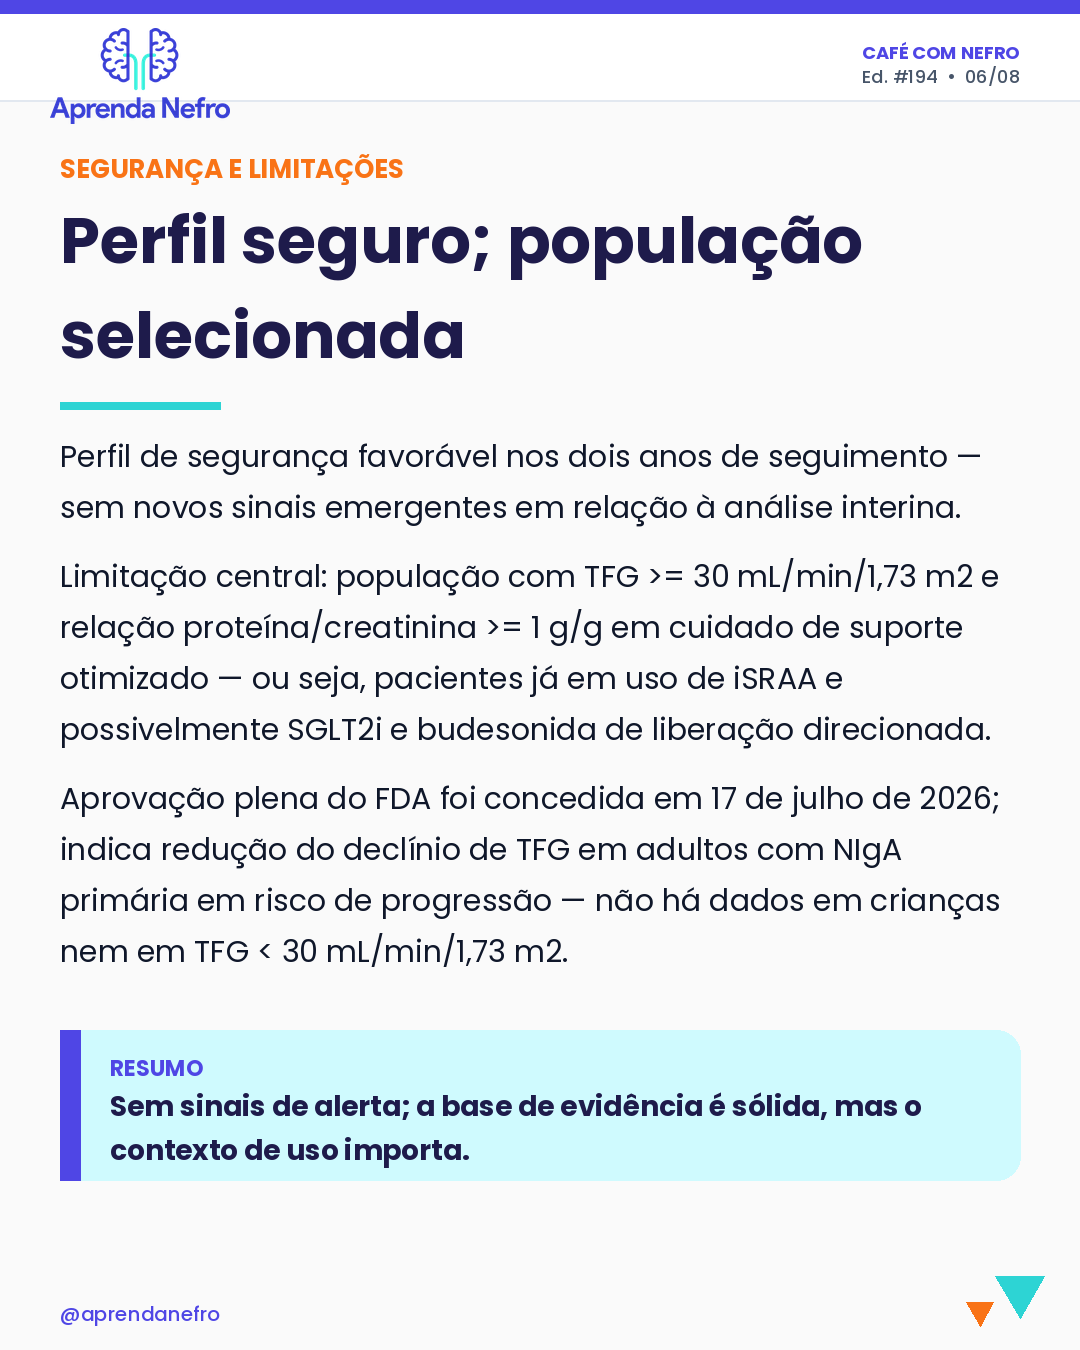 Aprenda Nefro
CAFÉ COM NEFRO
Ed. #194 • 06/08
SEGURANÇA E LIMITAÇÕES
Perfil seguro; população
selecionada
Perfil de segurança favorável nos dois anos de seguimento —
sem novos sinais emergentes em relação à análise interina.
Limitação central: população com TFG >= 30 mL/min/1,73 m2 e
relação proteína/creatinina >= 1 g/g em cuidado de suporte
otimizado — ou seja, pacientes já em uso de iSRAA e
possivelmente SGLT2i e budesonida de liberação direcionada.
Aprovação plena do FDA foi concedida em 17 de julho de 2026;
indica redução do declínio de TFG em adultos com NIgA
primária em risco de progressão — não há dados em crianças
nem em TFG < 30 mL/min/1,73 m2.
RESUMO
Sem sinais de alerta; a base de evidência é sólida, mas o
contexto de uso importa.
@aprendanefro